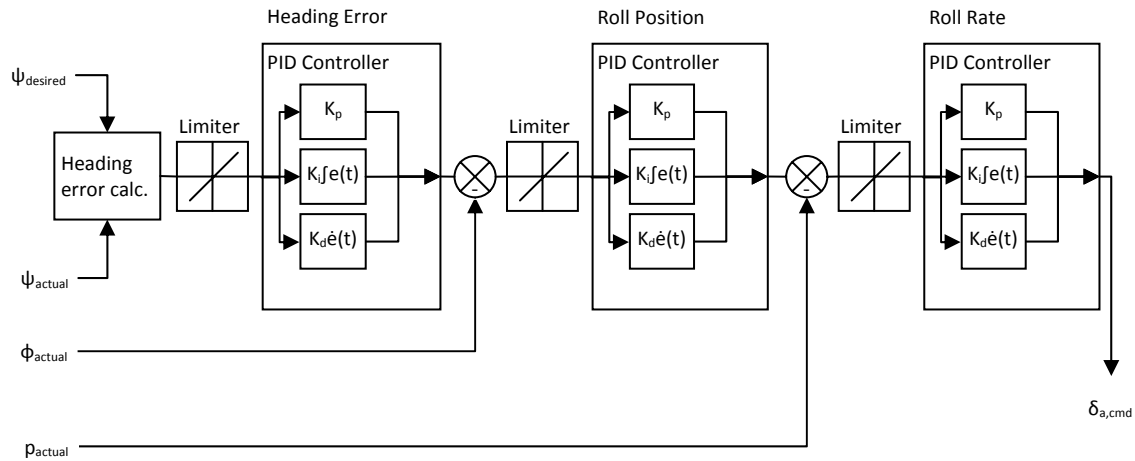 Heading Error
Roll Position
Roll Rate
PID Controller
PID Controller
PID Controller
ψdesired
Kp
Kp
Kp
Limiter
Limiter
Limiter
Heading
error calc.
Ki∫e(t)
Ki∫e(t)
Ki∫e(t)
-
-
Kdė(t)
Kdė(t)
Kdė(t)
ψactual
ϕactual
δa,cmd
pactual